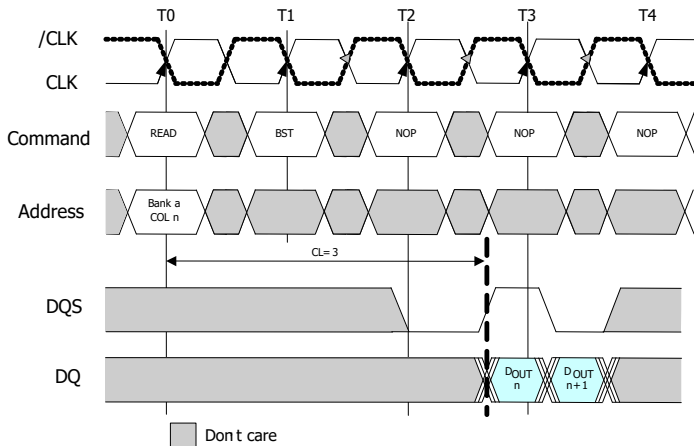 T0 T1 T2 T3 T4
/CLK
CLK
Command READ BST NOP NOP NOP
Address Bank a
COL n
CL= 3
DQS
DQ DOUT
n DOUT
n+1
Don t care